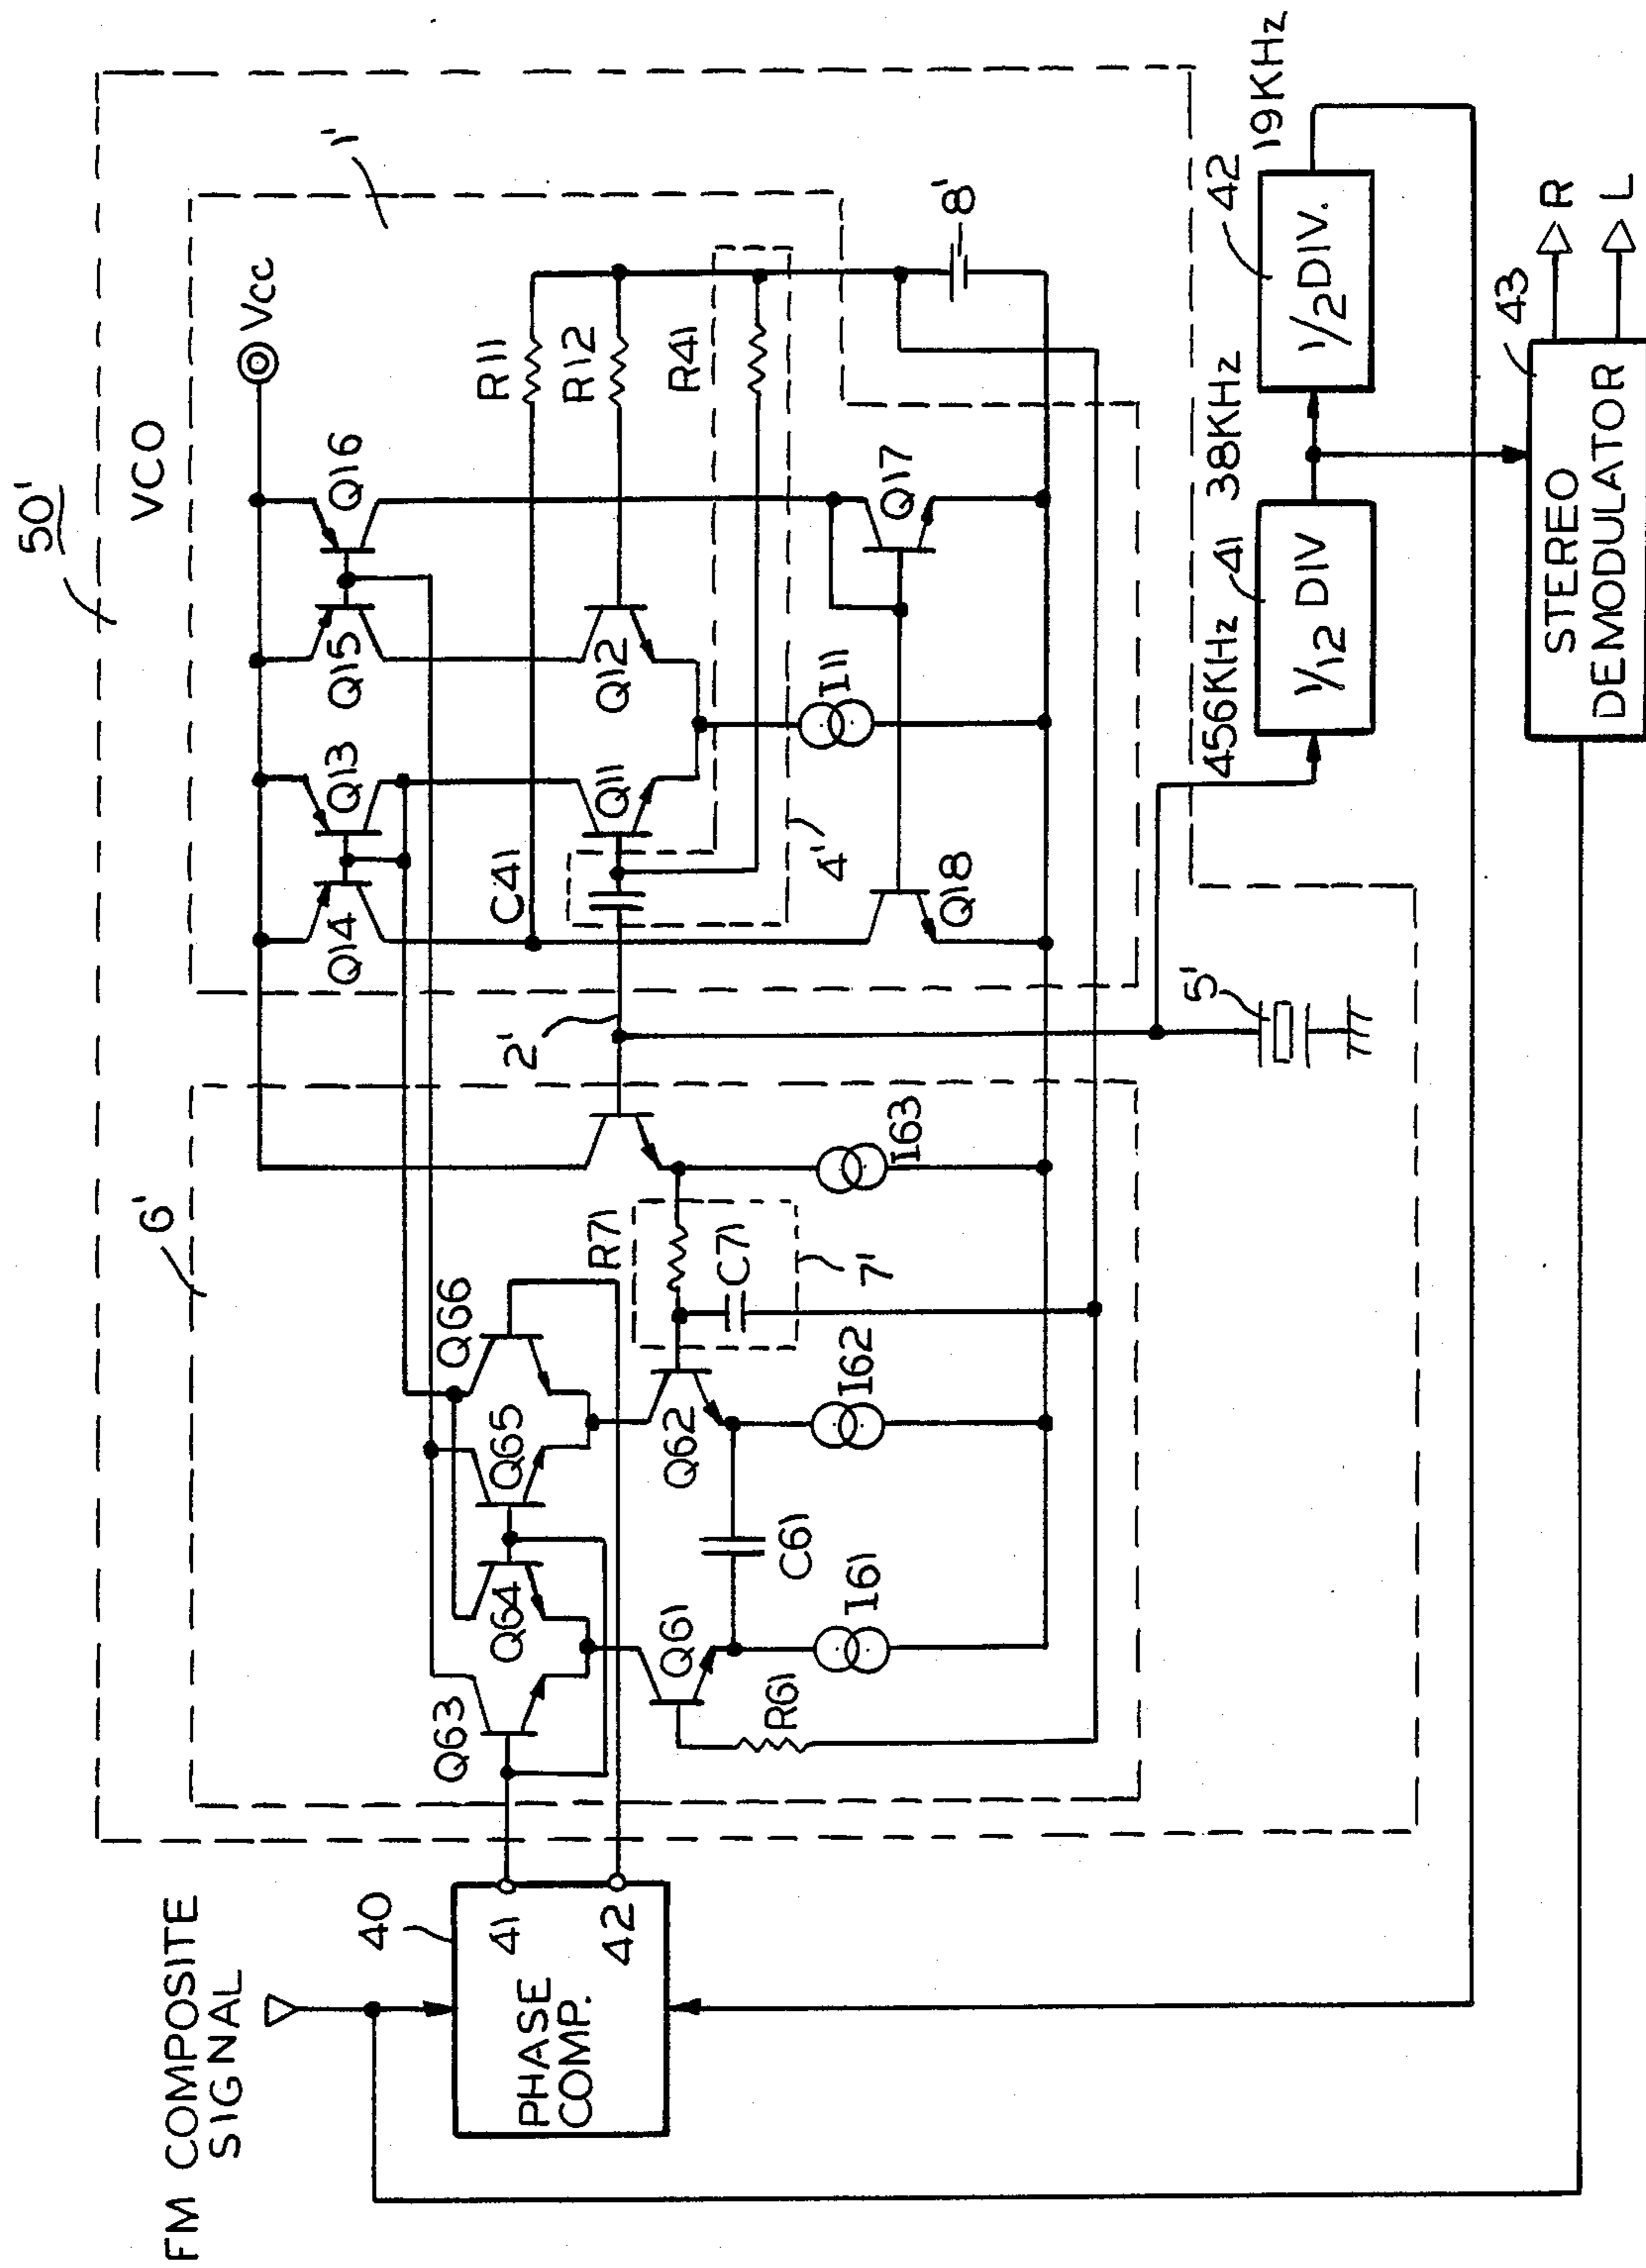 50'
VCO
1'
Vcc
6'
Q14
Q13
Q15
Q16
R11
R12
R41
C41
Q11
Q12
I11
4'
Q18
Q17
8'
2'
5'
Q63
Q64
Q65
Q66
R71
C71
7'
I63
Q61
Q62
C61
I61
I62
R61
FM COMPOSITE
SIGNAL
40
PHASE
COMP.
41
42
456KHz
41
1/12 DIV
38KHz
42
1/2 DIV.
19KHz
43
STEREO
DEMODULATOR
R
L